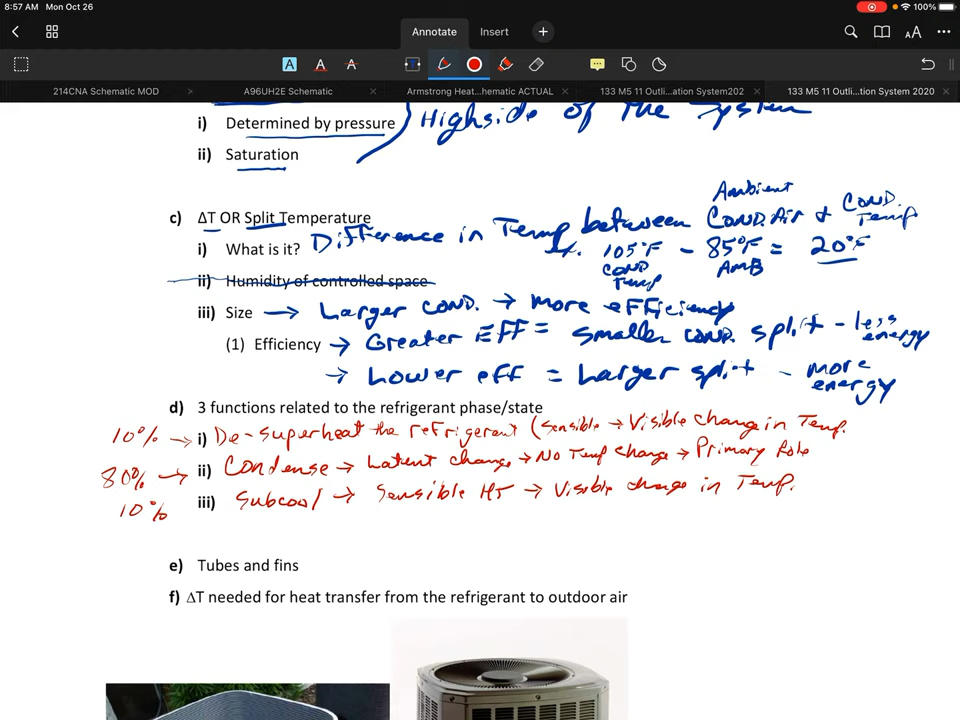 8:57 AM Mon Oct 26
100%
Annotate Insert
214CNA Schematic MOD
A96UH2E Schematic
Armstrong Heat...hematic ACTUAL
133 M5 11 Outli...ation System202
133 M5 11 Outli...tion System 2020
i) Determined by pressure
Highside of the System
ii) Saturation
Ambient
c) ΔT OR Split Temperature
i) What is it? Difference in Temp between COND. Air & COND. Temp
105°F - 85°F = 20°F
COND Temp
AMB
ii) Humidity of controlled space
iii) Size → Larger COND. → More efficiency
(1) Efficiency → Greater EFF = smaller COND. split - less energy
→ Lower eff = Larger split - more energy
d) 3 functions related to the refrigerant phase/state
10% → i) De-superheat the refrigerant (Sensible → Visible change in Temp.
80% → ii) Condense → Latent change → No Temp change → Primary Role
10% iii) Subcool → Sensible HT → Visible change in Temp.
e) Tubes and fins
f) ΔT needed for heat transfer from the refrigerant to outdoor air